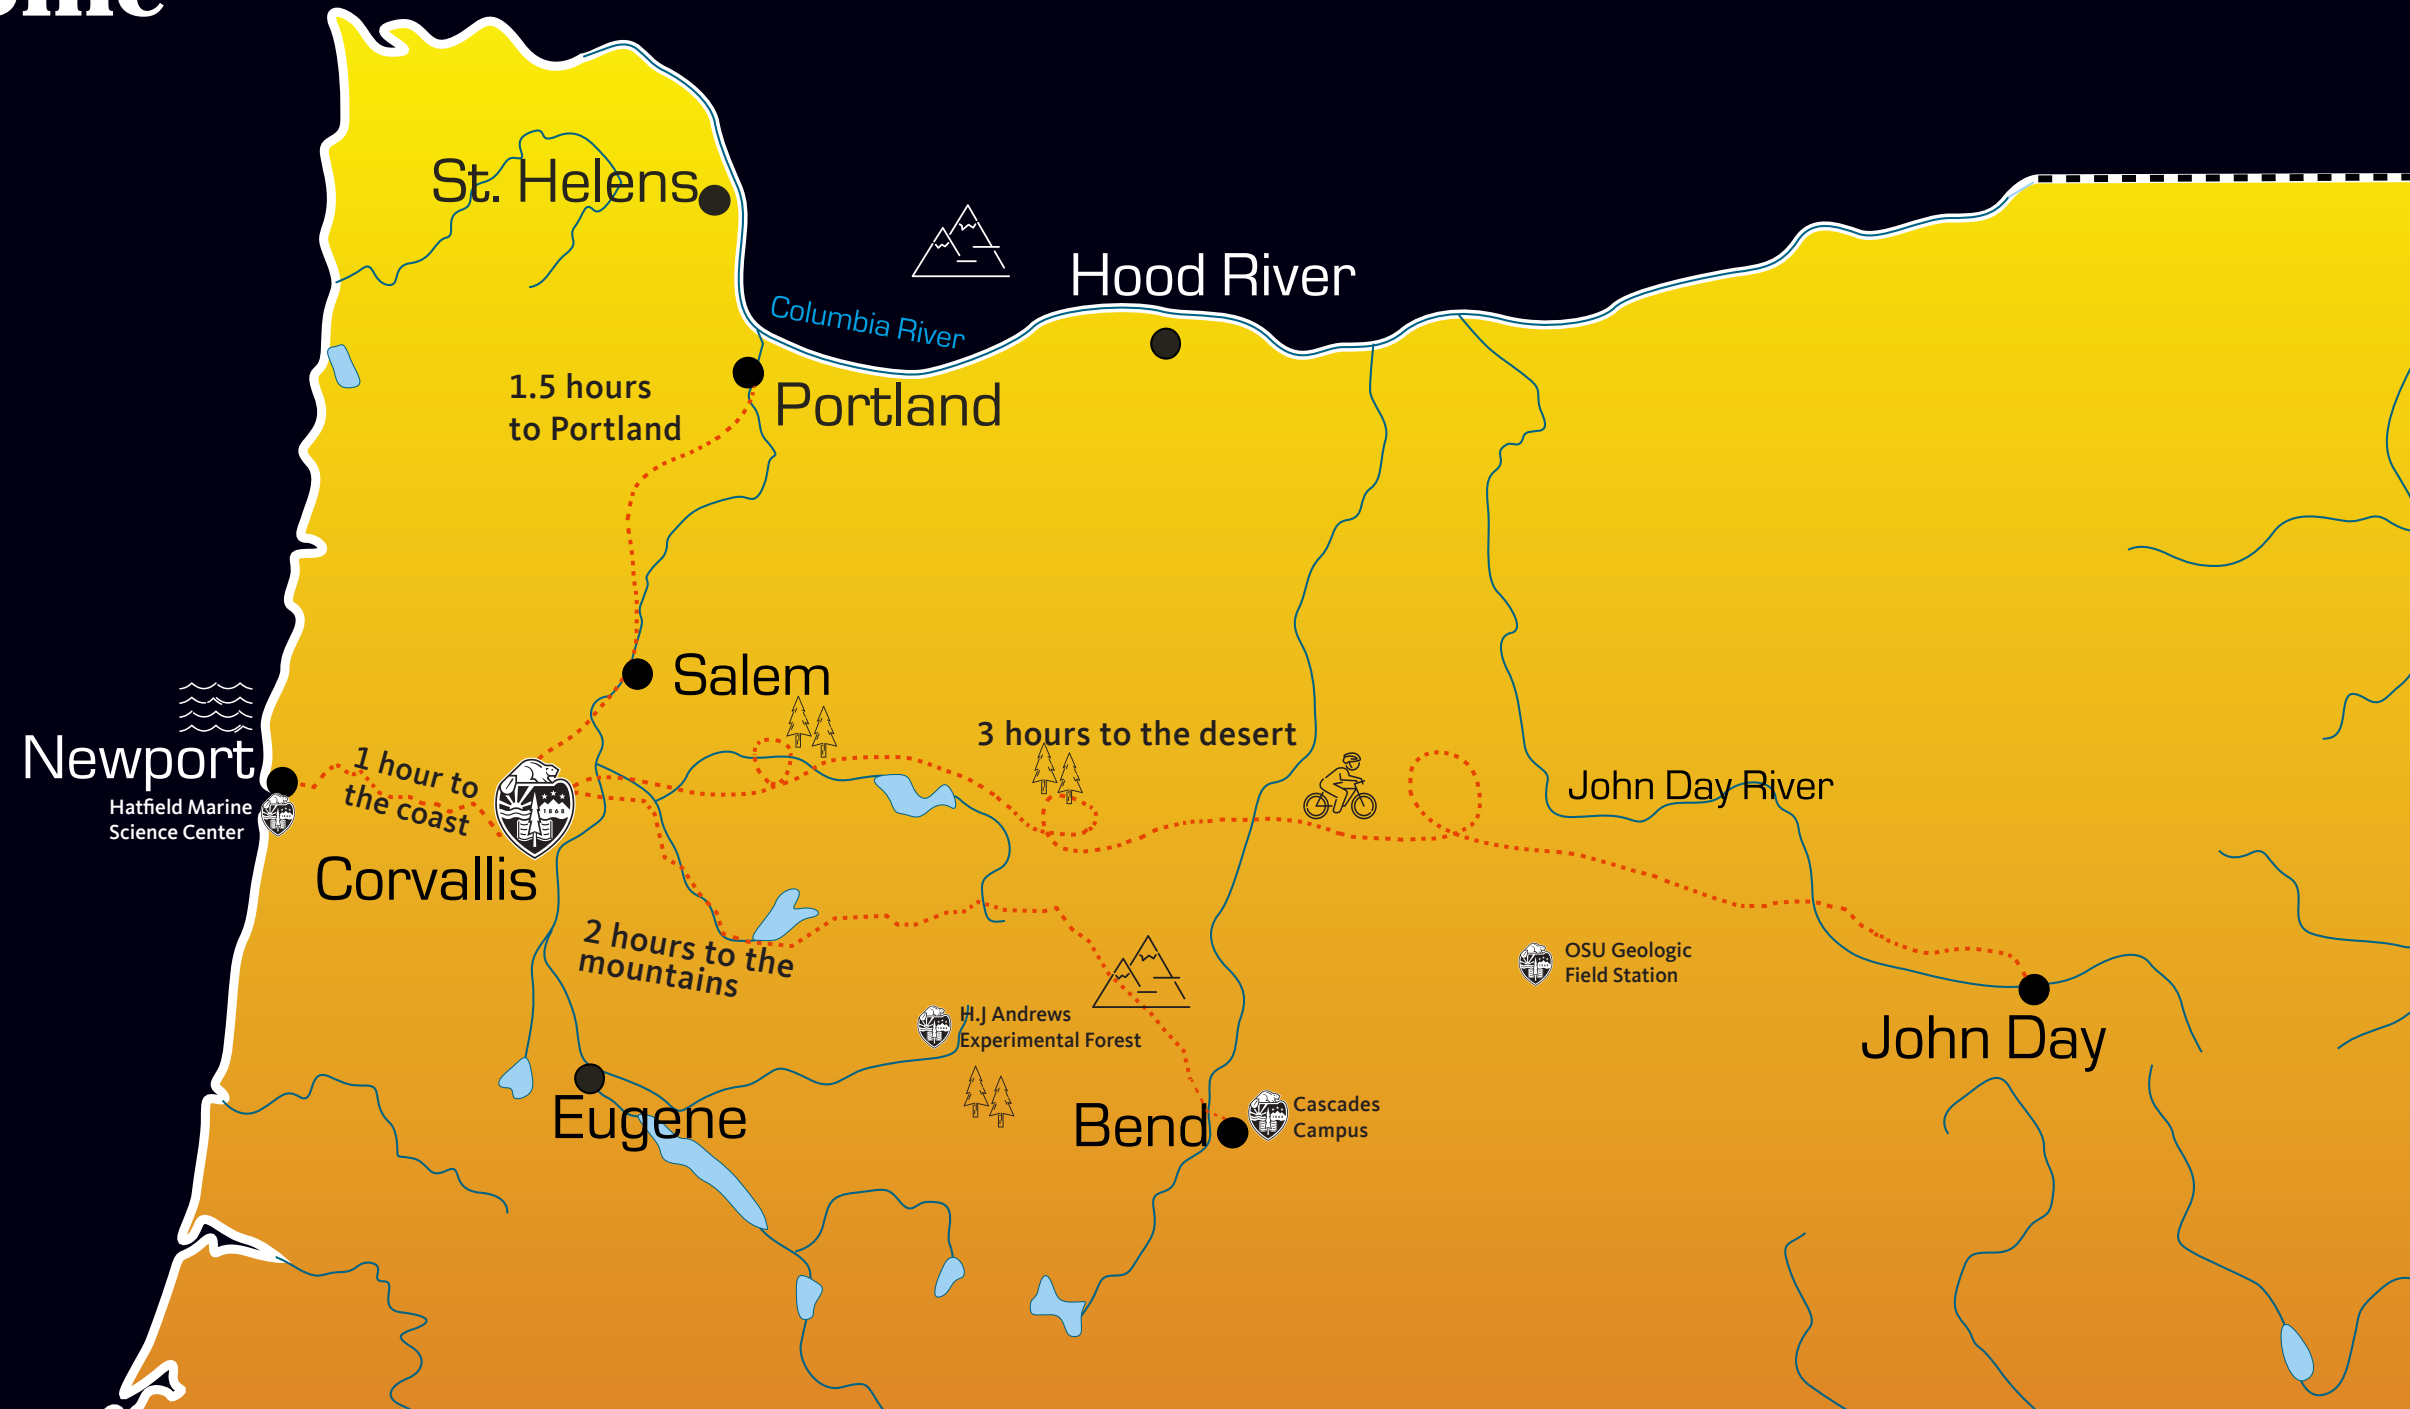 St. Helens
Hood River
Columbia River
1.5 hours
to Portland
Portland
Salem
3 hours to the desert
Newport
1 hour to
the coast
John Day River
Hatfield Marine
Science Center
Corvallis
2 hours to the
mountains
OSU Geologic
Field Station
H.J Andrews
Experimental Forest
John Day
Eugene
Bend
Cascades
Campus